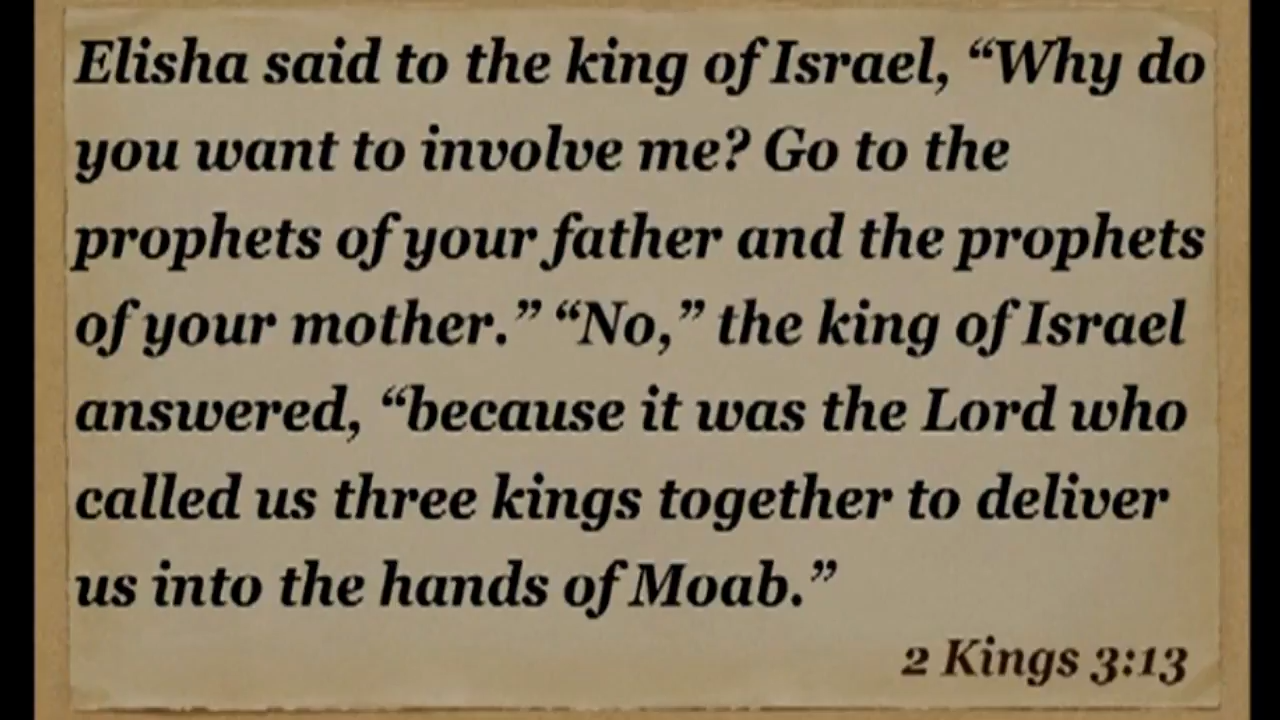 Elisha said to the king of Israel, “Why do
you want to involve me? Go to the
prophets of your father and the prophets
of your mother.” “No,” the king of Israel
answered, “because it was the Lord who
called us three kings together to deliver
us into the hands of Moab.”
2 Kings 3:13